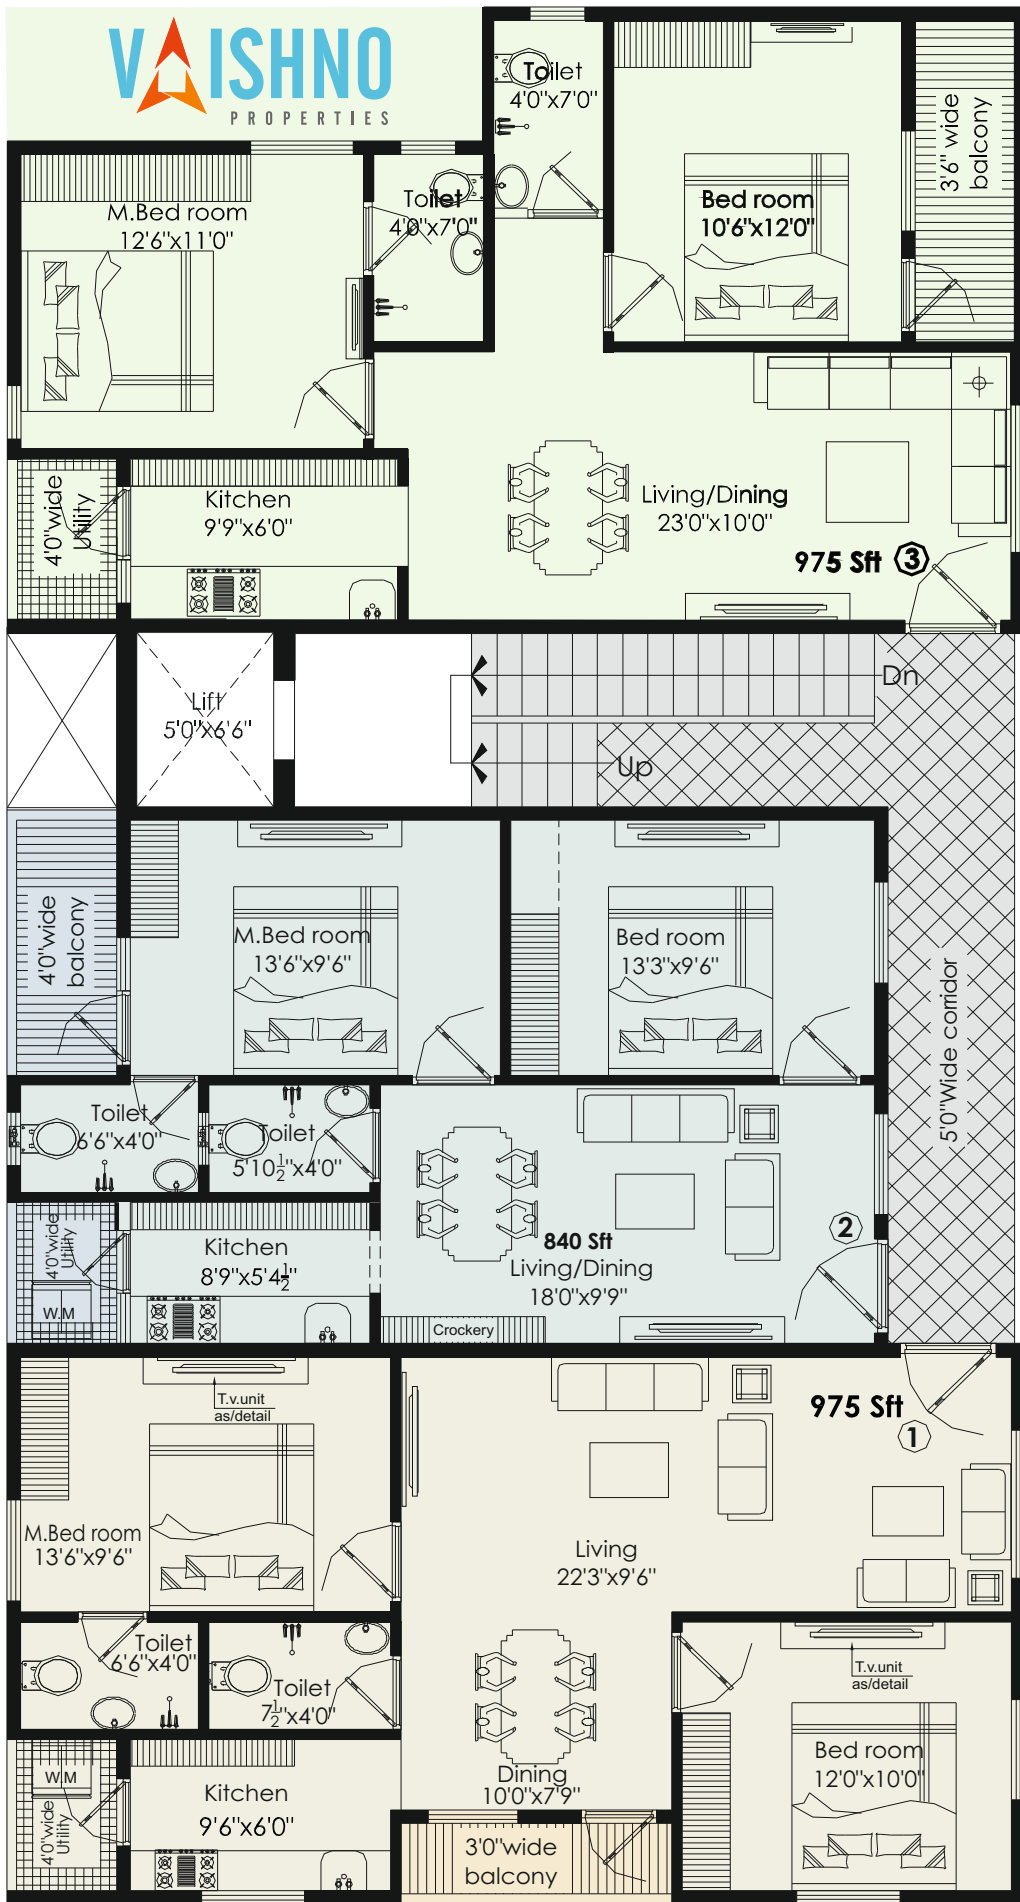 VAISHNO
PROPERTIES
Toilet
4'0"x7'0"
Bed room
10'6"x12'0"
3'6" wide
balcony
M.Bed room
12'6"x11'0"
Toilet
4'0"x7'0"
4'0"wide
Utility
Kitchen
9'9"x6'0"
Living/Dining
23'0"x10'0"
975 Sft 3
Lift
5'0"x6'6"
Dn
Up
4'0"wide
balcony
M.Bed room
13'6"x9'6"
Bed room
13'3"x9'6"
5'0"Wide corridor
Toilet
6'6"x4'0"
Toilet
5'10½"x4'0"
4'0"wide
Utility
W.M
Kitchen
8'9"x5'4½"
840 Sft
Living/Dining
18'0"x9'9"
2
Crockery
T.v.unit
as/detail
975 Sft
1
M.Bed room
13'6"x9'6"
Living
22'3"x9'6"
Toilet
6'6"x4'0"
Toilet
7½"x4'0"
T.v.unit
as/detail
W.M
4'0"wide
Utility
Kitchen
9'6"x6'0"
Dining
10'0"x7'9"
Bed room
12'0"x10'0"
3'0"wide
balcony